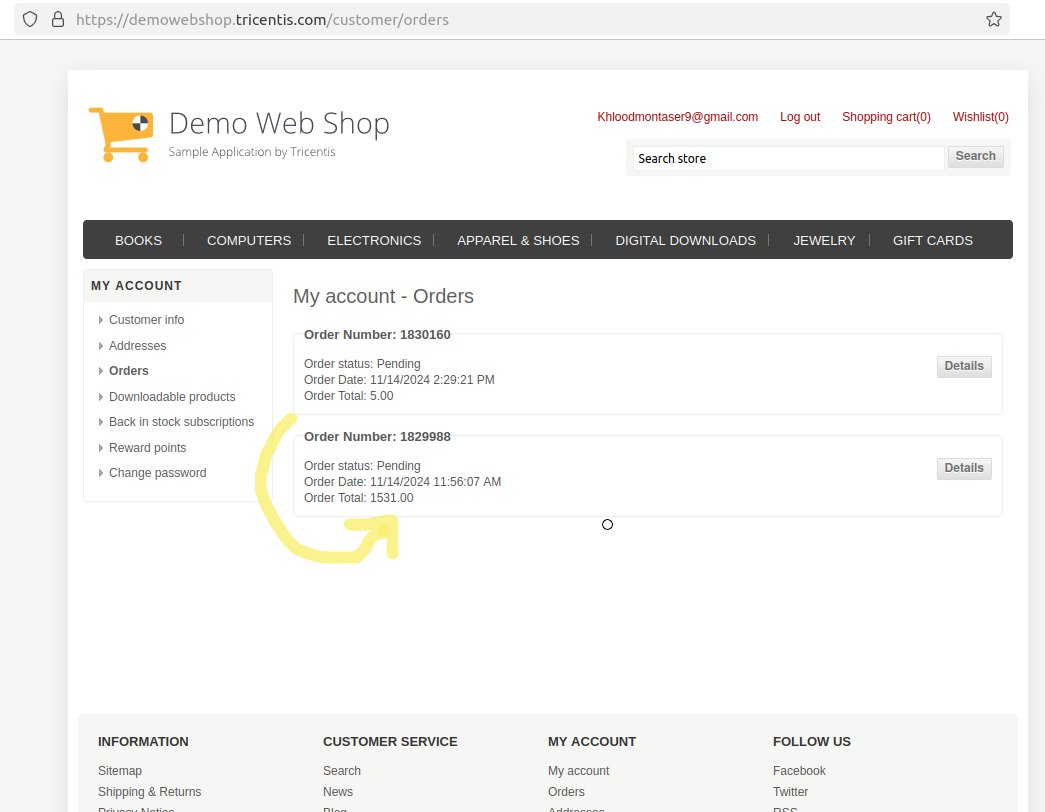 https://demowebshop.tricentis.com/customer/orders
Demo Web Shop
Sample Application by Tricentis
Khloodmontaser9@gmail.com Log out Shopping cart(0) Wishlist(0)
Search store Search
BOOKS COMPUTERS ELECTRONICS APPAREL & SHOES DIGITAL DOWNLOADS JEWELRY GIFT CARDS
MY ACCOUNT
Customer info
Addresses
Orders
Downloadable products
Back in stock subscriptions
Reward points
Change password
My account - Orders
Order Number: 1830160
Order status: Pending
Order Date: 11/14/2024 2:29:21 PM
Order Total: 5.00
Details
Order Number: 1829988
Order status: Pending
Order Date: 11/14/2024 11:56:07 AM
Order Total: 1531.00
Details
INFORMATION
Sitemap
Shipping & Returns
Privacy Notice
CUSTOMER SERVICE
Search
News
Blog
MY ACCOUNT
My account
Orders
Addresses
FOLLOW US
Facebook
Twitter
RSS